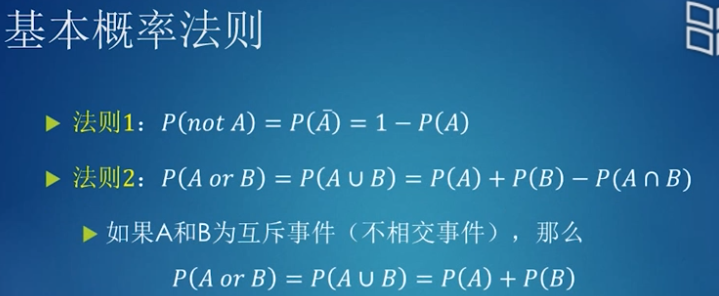 基本概率法则
法则1：P(not A) = P(Ā) = 1 − P(A)
法则2：P(A or B) = P(A ∪ B) = P(A) + P(B) − P(A ∩ B)
如果A和B为互斥事件（不相交事件），那么
P(A or B) = P(A ∪ B) = P(A) + P(B)